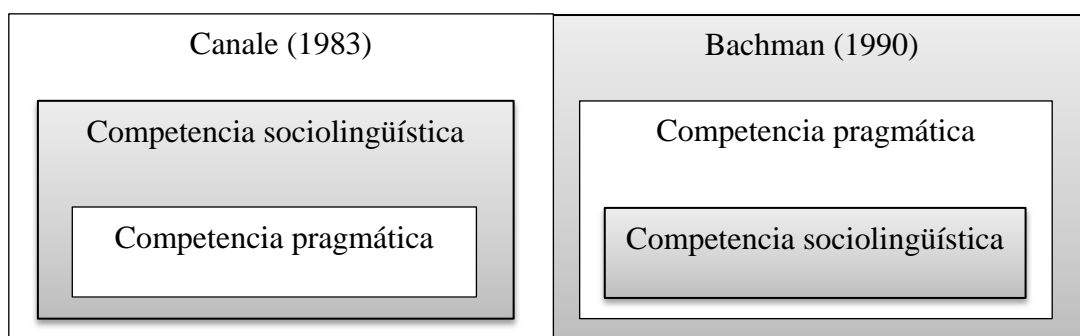 Canale (1983)
Competencia sociolingüística
Competencia pragmática
Bachman (1990)
Competencia pragmática
Competencia sociolingüística